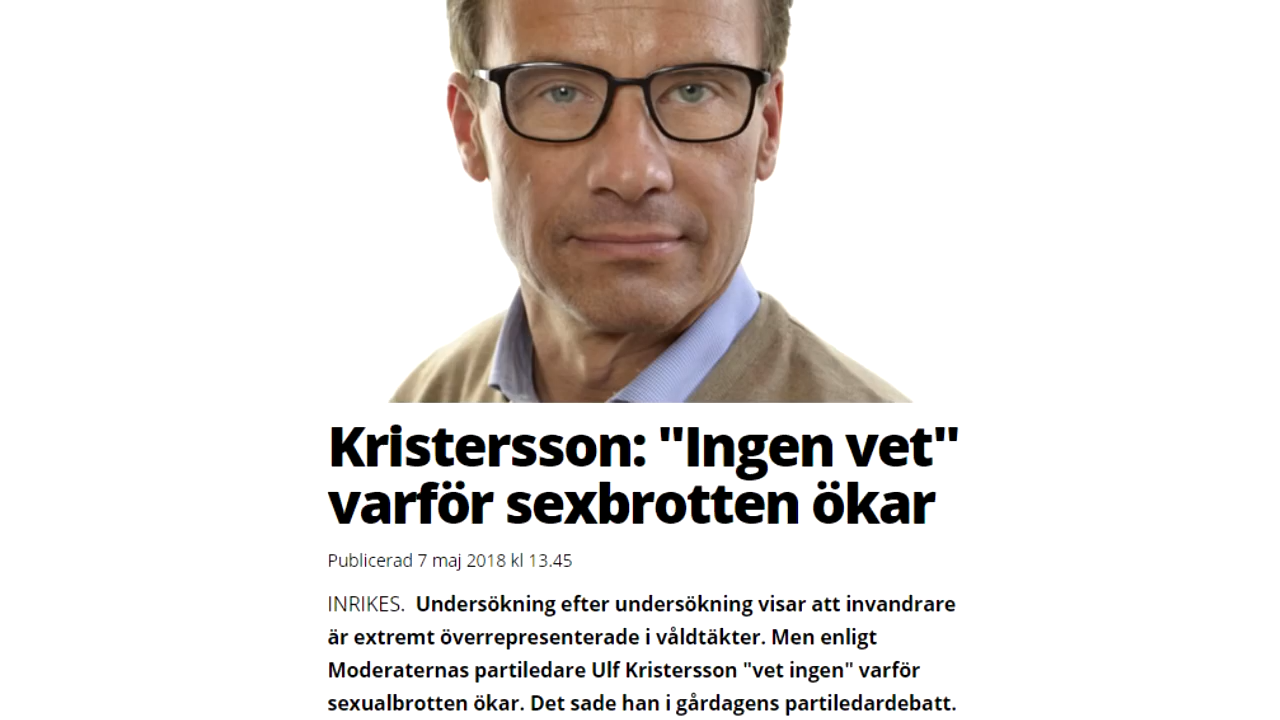 Kristersson: "Ingen vet"
varför sexbrotten ökar
Publicerad 7 maj 2018 kl 13.45
INRIKES. Undersökning efter undersökning visar att invandrare
är extremt överrepresenterade i våldtäkter. Men enligt
Moderaternas partiledare Ulf Kristersson "vet ingen" varför
sexualbrotten ökar. Det sade han i gårdagens partiledardebatt.